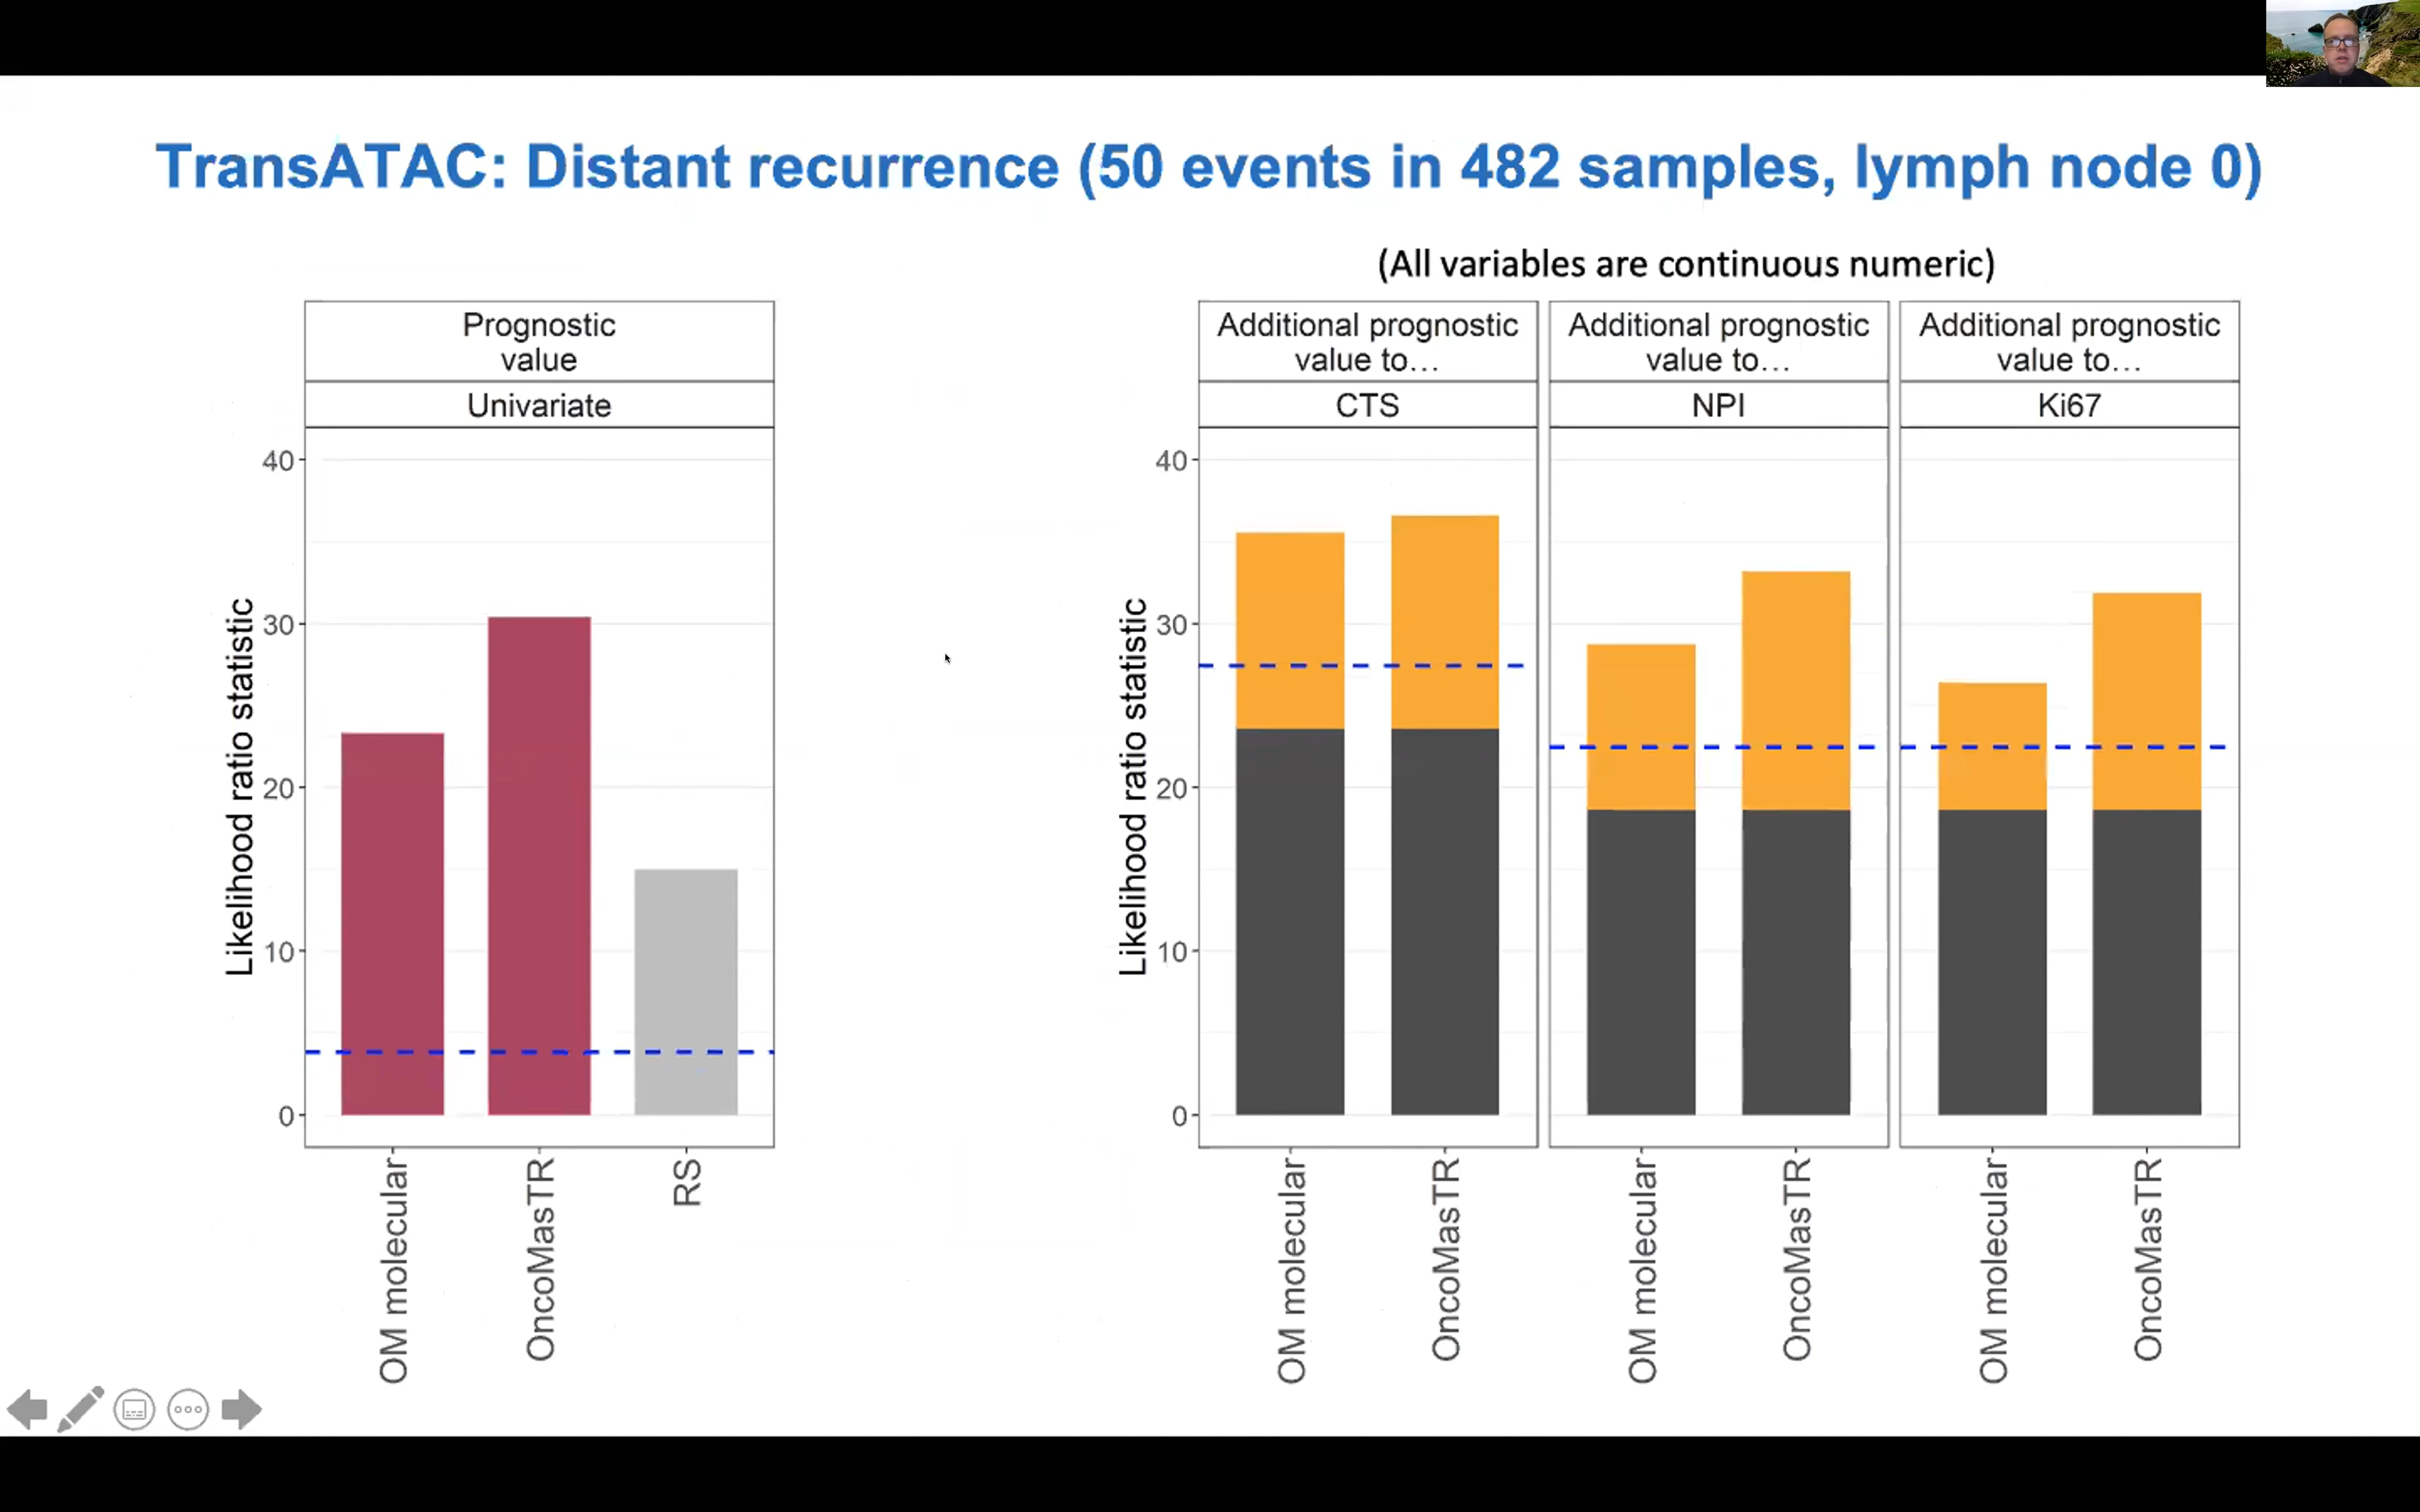 TransATAC: Distant recurrence (50 events in 482 samples, lymph node 0)
(All variables are continuous numeric)
Prognostic
value
Univariate
Likelihood ratio statistic
40
30
20
10
0
OM molecular
OncoMasTR
RS
Additional prognostic
value to...
CTS
Additional prognostic
value to...
NPI
Additional prognostic
value to...
Ki67
Likelihood ratio statistic
40
30
20
10
0
OM molecular
OncoMasTR
OM molecular
OncoMasTR
OM molecular
OncoMasTR